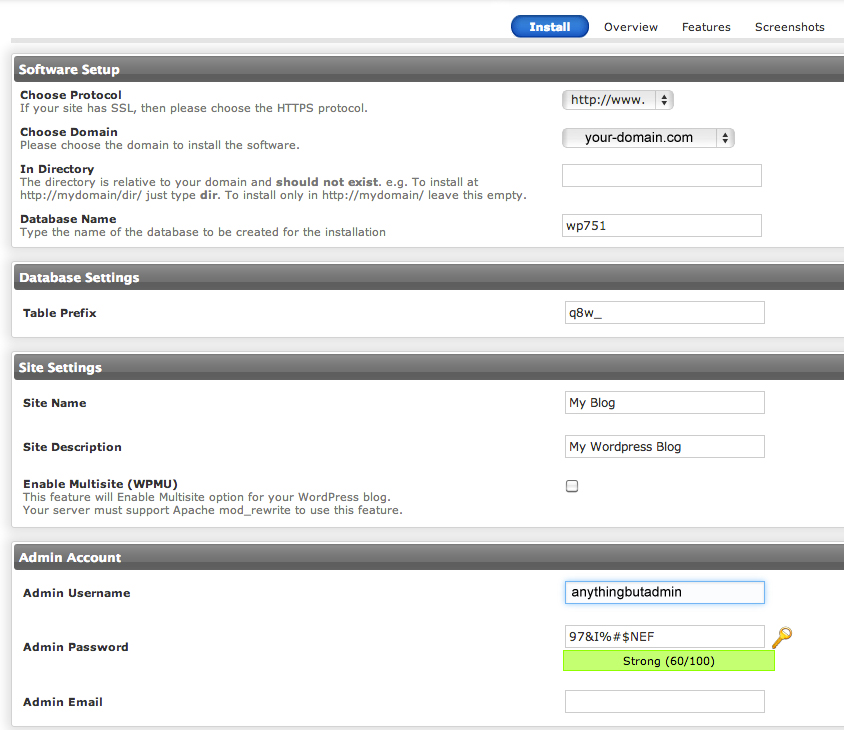 Install Overview Features Screenshots
Software Setup
Choose Protocol
If your site has SSL, then please choose the HTTPS protocol.
http://www.
Choose Domain
Please choose the domain to install the software.
your-domain.com
In Directory
The directory is relative to your domain and should not exist. e.g. To install at
http://mydomain/dir/ just type dir. To install only in http://mydomain/ leave this empty.
Database Name
Type the name of the database to be created for the installation
wp751
Database Settings
Table Prefix
q8w_
Site Settings
Site Name
My Blog
Site Description
My Wordpress Blog
Enable Multisite (WPMU)
This feature will Enable Multisite option for your WordPress blog.
Your server must support Apache mod_rewrite to use this feature.
Admin Account
Admin Username
anythingbutadmin
Admin Password
97&I%#$NEF
Strong (60/100)
Admin Email